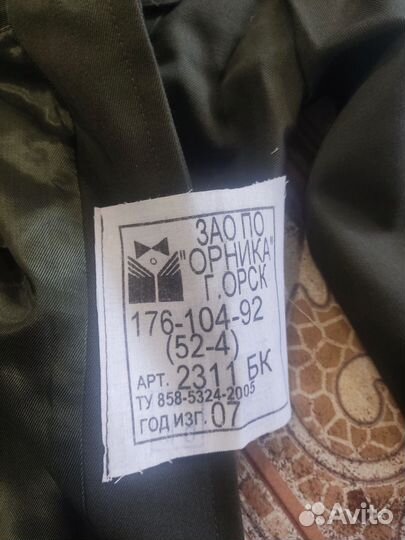 ЗАО ПО
"ОРНИКА"
Г. ОРСК
176-104-92
(52-4)
АРТ. 2311 БК
ТУ 858-5324-2005
ГОД ИЗГ. 07
Avito